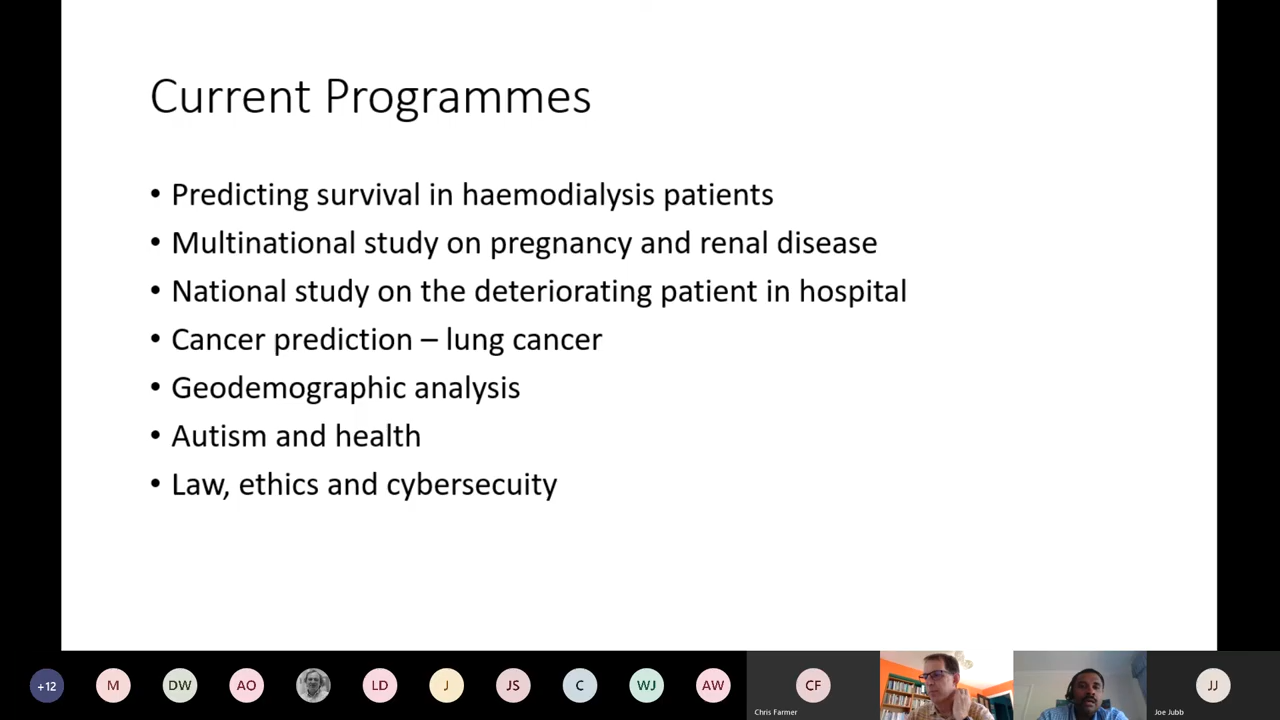 Current Programmes
• Predicting survival in haemodialysis patients
• Multinational study on pregnancy and renal disease
• National study on the deteriorating patient in hospital
• Cancer prediction – lung cancer
• Geodemographic analysis
• Autism and health
• Law, ethics and cybersecuity
+12
M
DW
AO
LD
J
JS
C
WJ
AW
CF
JJ
Chris Farmer
Joe Jubb